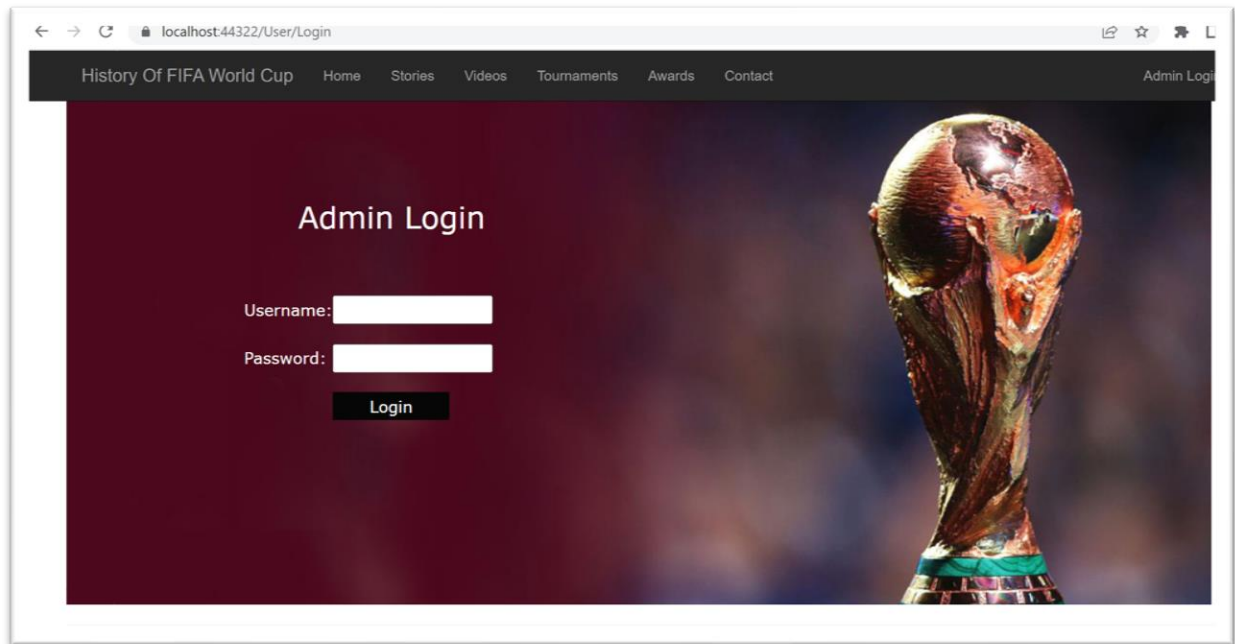 localhost:44322/User/Login
History Of FIFA World Cup Home Stories Videos Tournaments Awards Contact Admin Login
Admin Login
Username:
Password:
Login